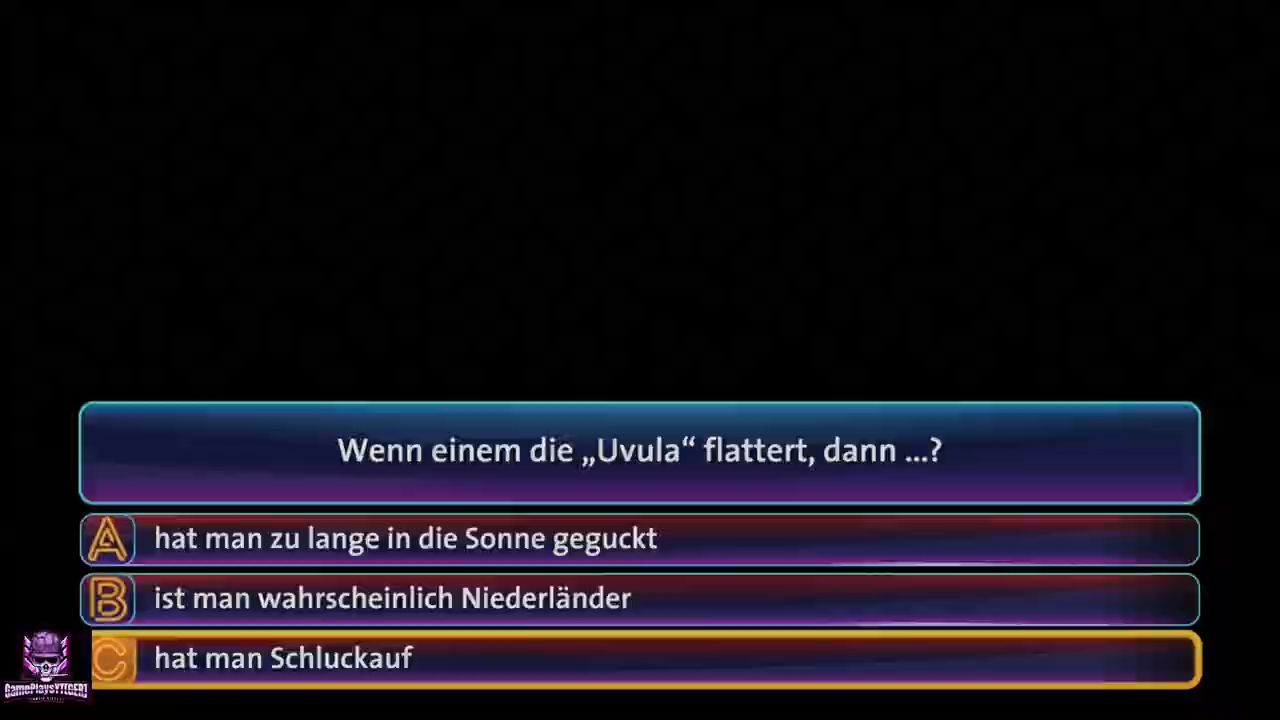 Wenn einem die „Uvula“ flattert, dann ...?
A hat man zu lange in die Sonne geguckt
B ist man wahrscheinlich Niederländer
C hat man Schluckauf